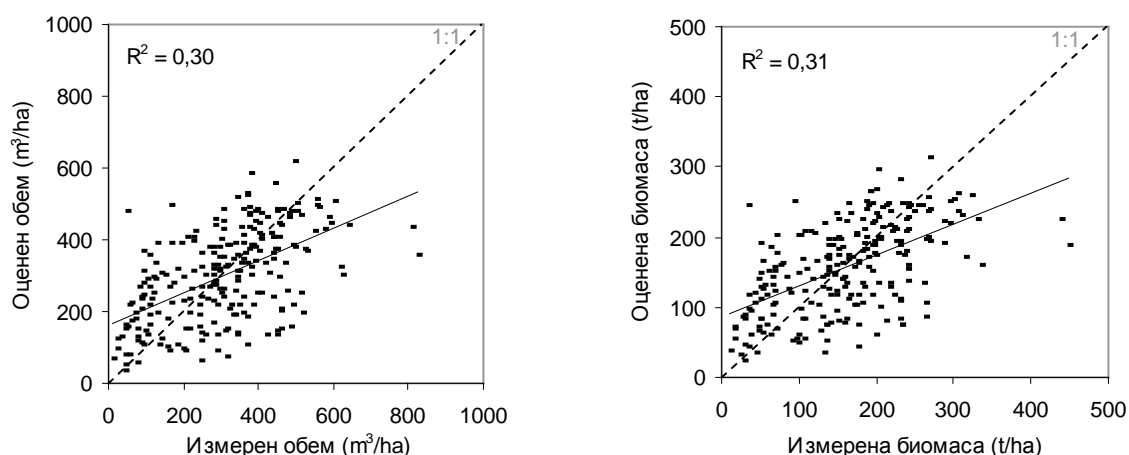 1000
800
600
400
200
0
Оценен обем (m³/ha)
R² = 0,30
1:1
0 200 400 600 800 1000
Измерен обем (m³/ha)
500
400
300
200
100
0
Оценена биомаса (t/ha)
R² = 0,31
1:1
0 100 200 300 400 500
Измерена биомаса (t/ha)